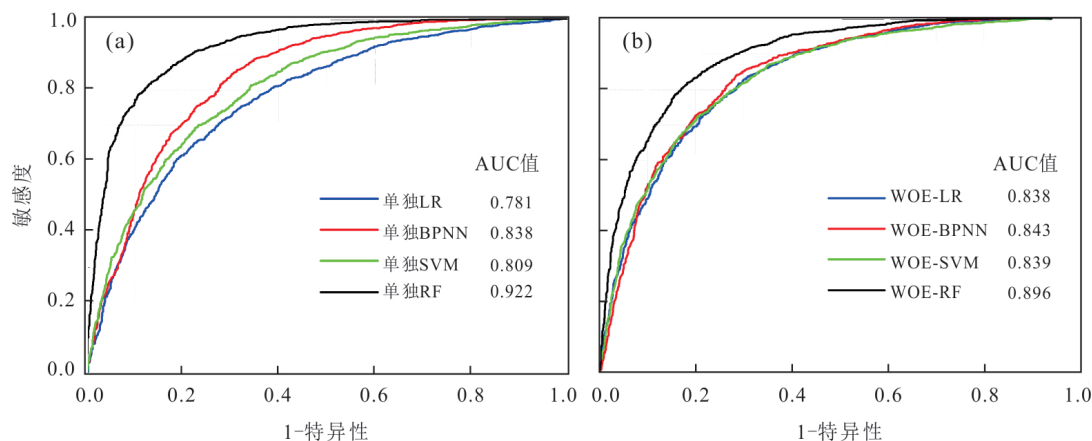 (a)
敏感度
1.0
0.8
0.6
0.4
0.2
0.0
AUC值
单独LR 0.781
单独BPNN 0.838
单独SVM 0.809
单独RF 0.922
0.0 0.2 0.4 0.6 0.8 1.0
1-特异性
(b)
AUC值
WOE-LR 0.838
WOE-BPNN 0.843
WOE-SVM 0.839
WOE-RF 0.896
0.0 0.2 0.4 0.6 0.8 1.0
1-特异性